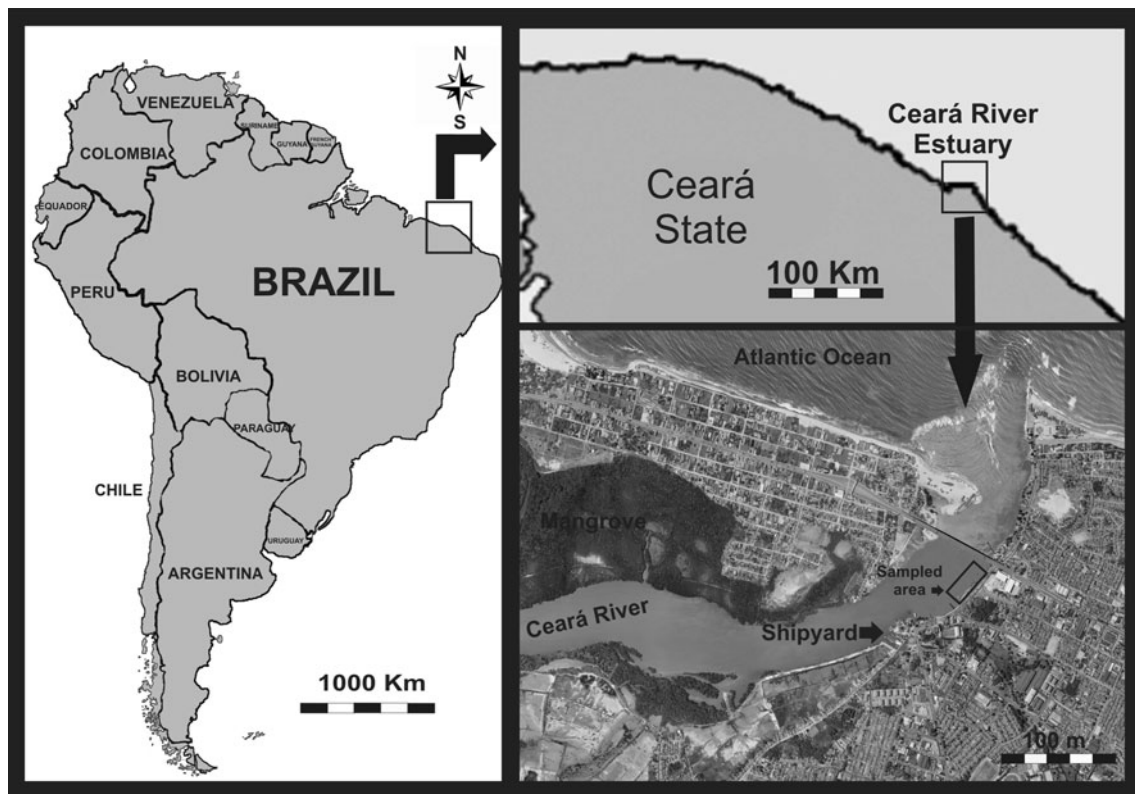 N
S
VENEZUELA
SURINAME
GUYANA
FRENCH
GUYANA
COLOMBIA
EQUADOR
PERU
BRAZIL
BOLIVIA
PARAGUAY
CHILE
URUGUAY
ARGENTINA
1000 Km
Ceará River
Estuary
Ceará
State
100 Km
Atlantic Ocean
Mangrove
Sampled
area
Ceará River
Shipyard
100 m